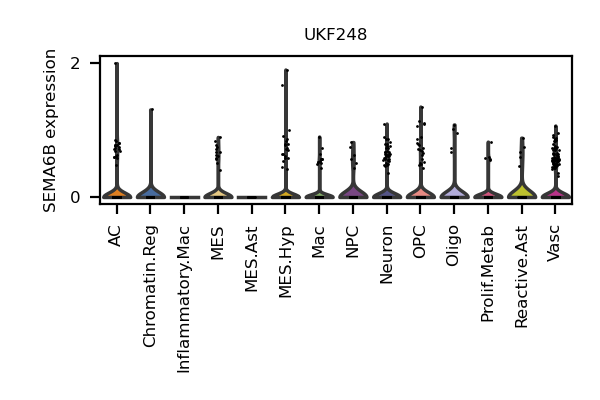 UKF248
SEMA6B expression
2
0
AC
Chromatin.Reg
Inflammatory.Mac
MES
MES.Ast
MES.Hyp
Mac
NPC
Neuron
OPC
Oligo
Prolif.Metab
Reactive.Ast
Vasc